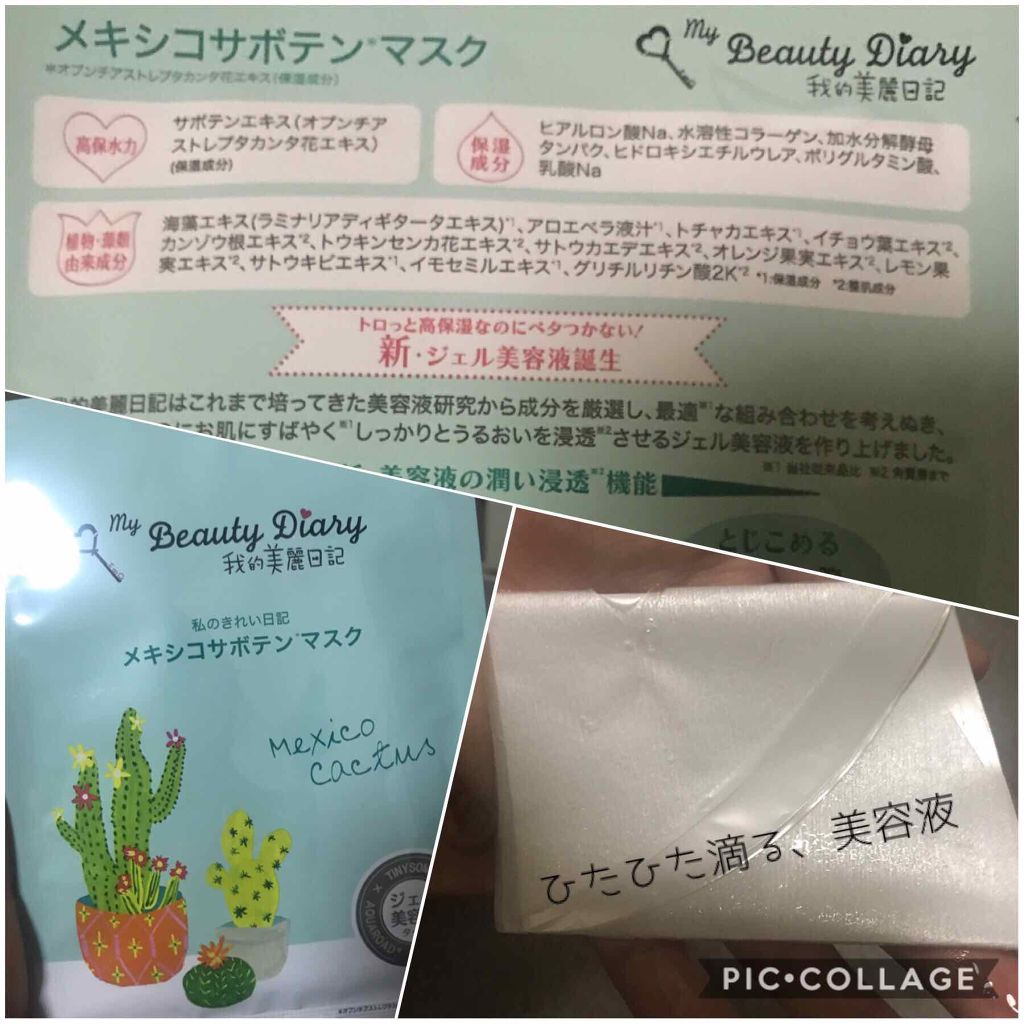 メキシコサボテン*マスク
*オプンチアストレプタカンタ花エキス(保湿成分)
My Beauty Diary
我的美麗日記
高保水力
サボテンエキス(オプンチア
ストレプタカンタ花エキス)
(保湿成分)
保湿
成分
ヒアルロン酸Na、水溶性コラーゲン、加水分解酵母
タンパク、ヒドロキシエチルウレア、ポリグルタミン酸、
乳酸Na
植物・藻類
由来成分
海藻エキス(ラミナリアディギタータエキス)*1、アロエベラ液汁*1、トチャカエキス*1、イチョウ葉エキス*2、
カンゾウ根エキス*2、トウキンセンカ花エキス*2、サトウカエデエキス*2、オレンジ果実エキス*2、レモン果
実エキス*2、サトウキビエキス*1、イモセミルエキス*1、グリチルリチン酸2K*2 *1:保湿成分 *2:整肌成分
トロっと高保湿なのにベタつかない!
新・ジェル美容液誕生
我的美麗日記はこれまで培ってきた美容液研究から成分を厳選し、最適※1な組み合わせを考えぬき、
にお肌にすばやく※1しっかりとうるおいを浸透※2させるジェル美容液を作り上げました。
※1 当社従来品比 ※2 角質層まで
美容液の潤い浸透※2機能
とじこめる
My Beauty Diary
我的美麗日記
私のきれい日記
メキシコサボテン*マスク
Mexico
cactus
TINYSOL
×
AQUAROAD
ジェ
美容
ひたひた滴る、美容液
PIC•COLLAGE